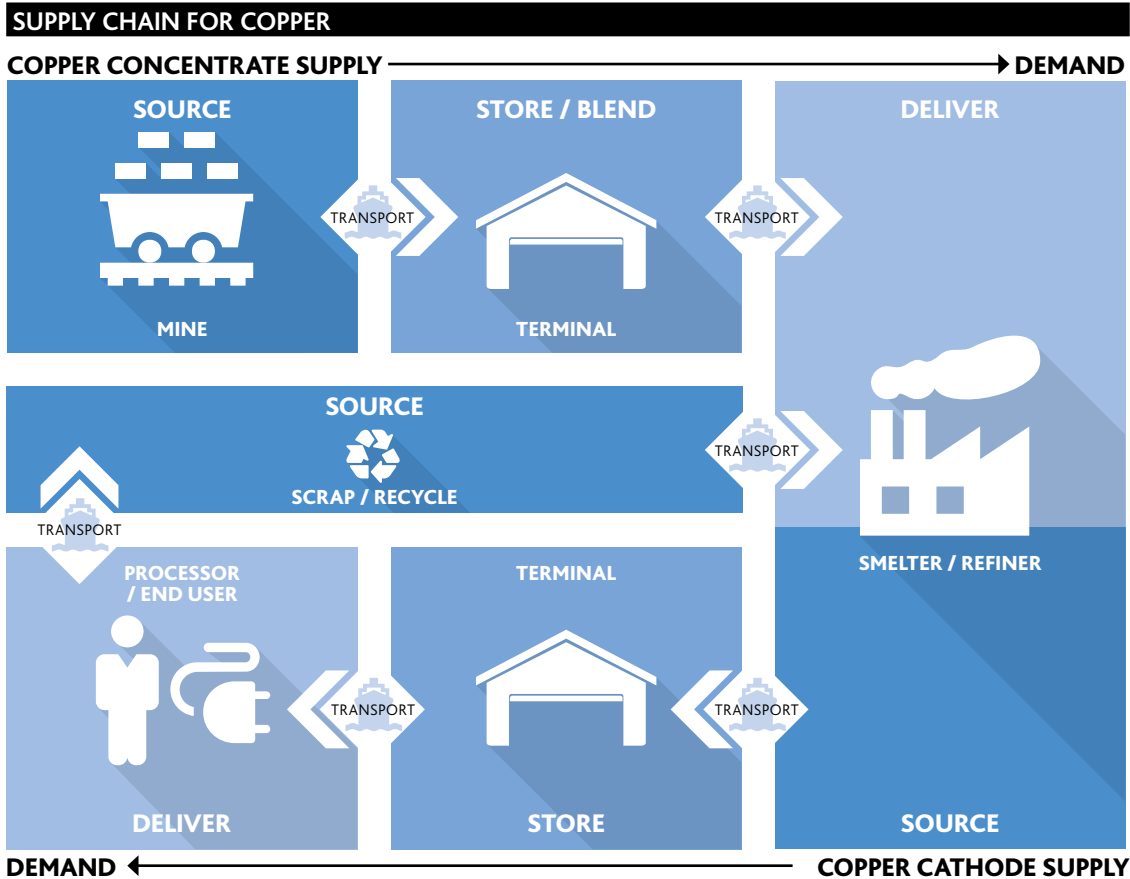 SUPPLY CHAIN FOR COPPER
COPPER CONCENTRATE SUPPLY
DEMAND
SOURCE
STORE / BLEND
DELIVER
TRANSPORT
TRANSPORT
MINE
TERMINAL
SOURCE
TRANSPORT
SCRAP / RECYCLE
TRANSPORT
SMELTER / REFINER
PROCESSOR
/ END USER
TERMINAL
TRANSPORT
TRANSPORT
DELIVER
STORE
SOURCE
DEMAND
COPPER CATHODE SUPPLY